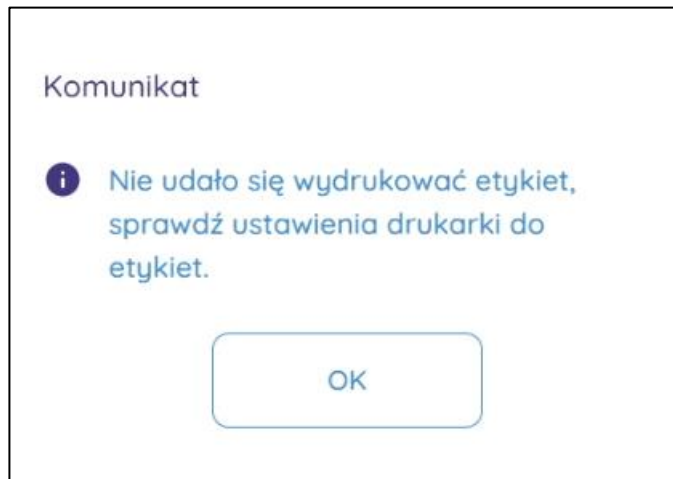 Komunikat
Nie udało się wydrukować etykiet,
sprawdź ustawienia drukarki do
etykiet.
OK